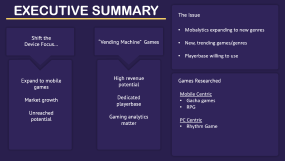 EXECUTIVE SUMMARY
Shift the
Device Focus...
Expand to mobile
games
Market growth
Unreached
potential
"Vending Machine" Games
High revenue
potential
Dedicated
playerbase
Gaming analytics
matter
The Issue
• Mobalytics expanding to new genres
• New, trending games/genres
• Playerbase willing to use
Games Researched
Mobile Centric
• Gacha games
• RPG
PC Centric
• Rhythm Game